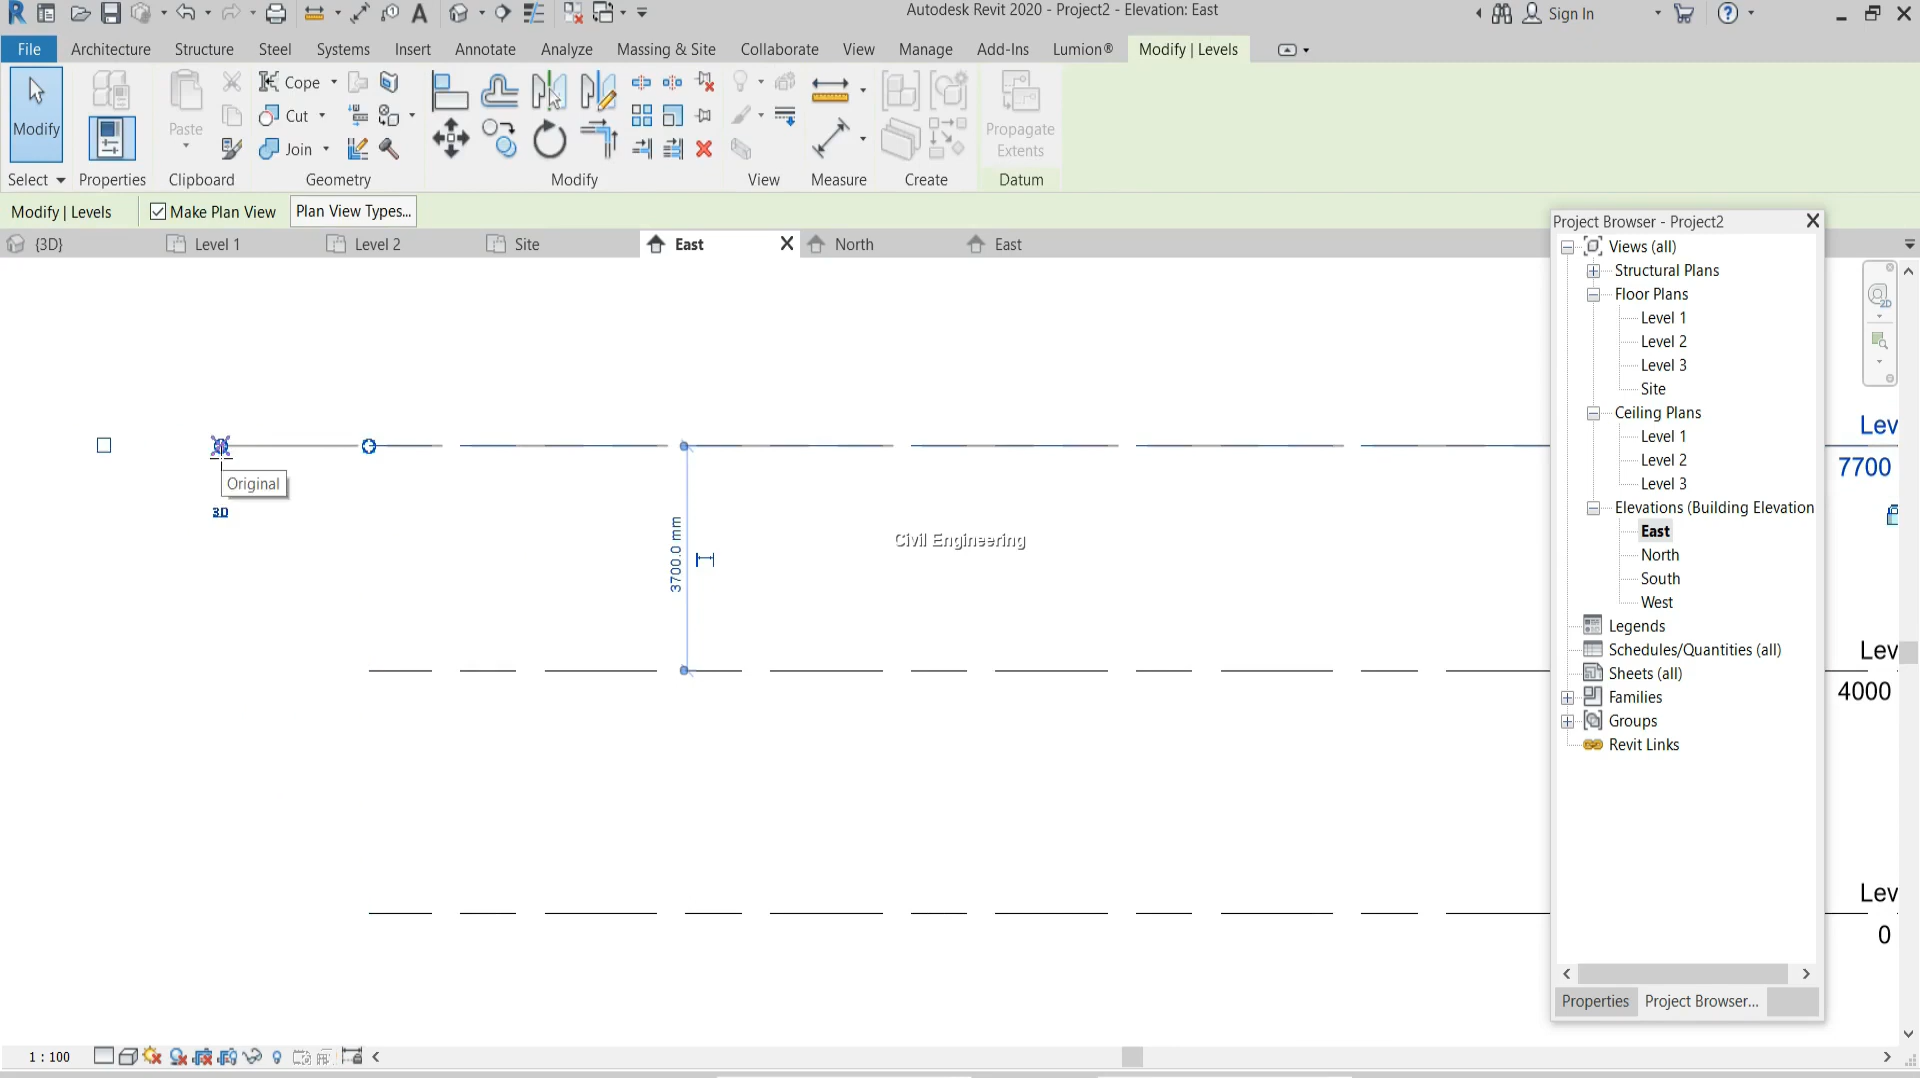 Autodesk Revit 2020 - Project2 - Elevation: East
Sign In
File Architecture Structure Steel Systems Insert Annotate Analyze Massing & Site Collaborate View Manage Add-Ins Lumion® Modify | Levels
Modify
Paste
Cope
Cut
Join
Propagate
Extents
Select Properties Clipboard Geometry Modify View Measure Create Datum
Modify | Levels Make Plan View Plan View Types...
{3D} Level 1 Level 2 Site East North East
Project Browser - Project2
Views (all)
Structural Plans
Floor Plans
Level 1
Level 2
Level 3
Site
Ceiling Plans
Level 1
Level 2
Level 3
Elevations (Building Elevation
East
North
South
West
Legends
Schedules/Quantities (all)
Sheets (all)
Families
Groups
Revit Links
Properties Project Browser...
2D
Lev
7700
Original
3D
3700.0 mm
Civil Engineering
Lev
4000
Lev
0
1 : 100